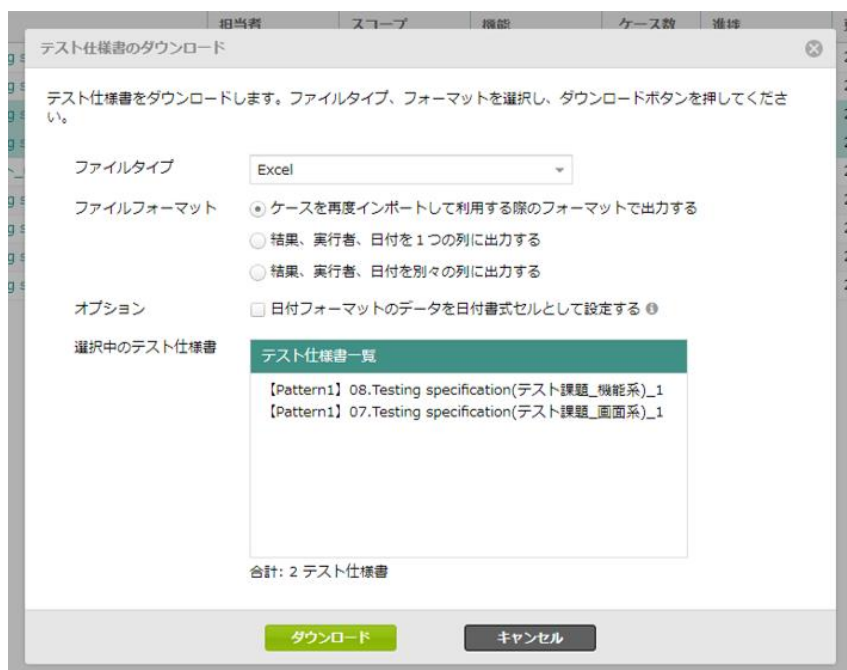 担当者 スコープ 機能 ケース数 進捗
テスト仕様書のダウンロード
テスト仕様書をダウンロードします。ファイルタイプ、フォーマットを選択し、ダウンロードボタンを押してくださ
い。
ファイルタイプ Excel
ファイルフォーマット ケースを再度インポートして利用する際のフォーマットで出力する
結果、実行者、日付を1つの列に出力する
結果、実行者、日付を別々の列に出力する
オプション 日付フォーマットのデータを日付書式セルとして設定する
選択中のテスト仕様書
テスト仕様書一覧
【Pattern1】08.Testing specification(テスト課題_機能系)_1
【Pattern1】07.Testing specification(テスト課題_画面系)_1
合計: 2 テスト仕様書
ダウンロード キャンセル